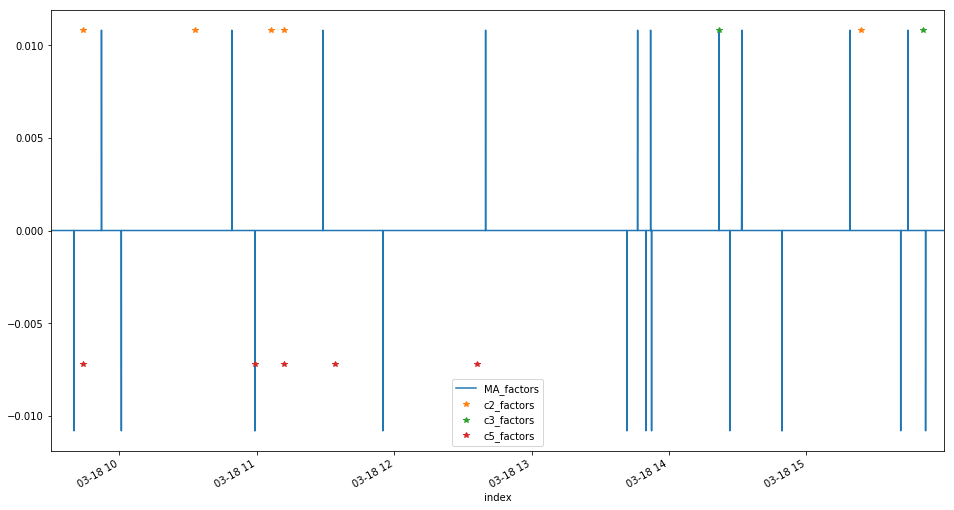 0.010
0.005
0.000
−0.005
−0.010
MA_factors
c2_factors
c3_factors
c5_factors
03-18 10
03-18 11
03-18 12
03-18 13
03-18 14
03-18 15
index